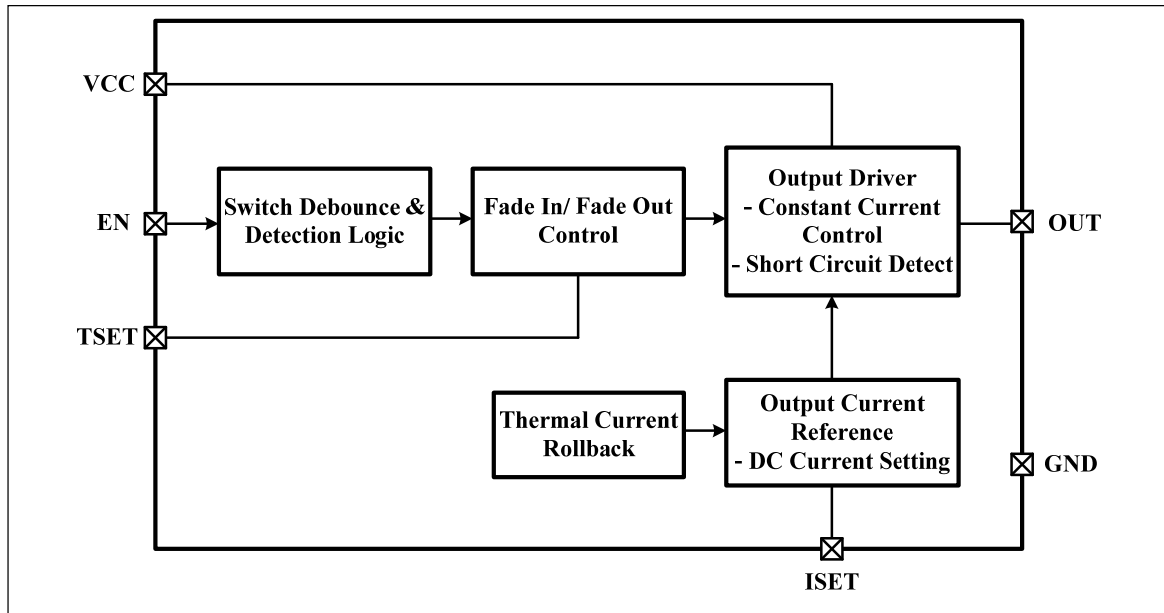 VCC
EN
TSET
Switch Debounce &
Detection Logic
Fade In/ Fade Out
Control
Output Driver
- Constant Current
Control
- Short Circuit Detect
OUT
Thermal Current
Rollback
Output Current
Reference
- DC Current Setting
GND
ISET